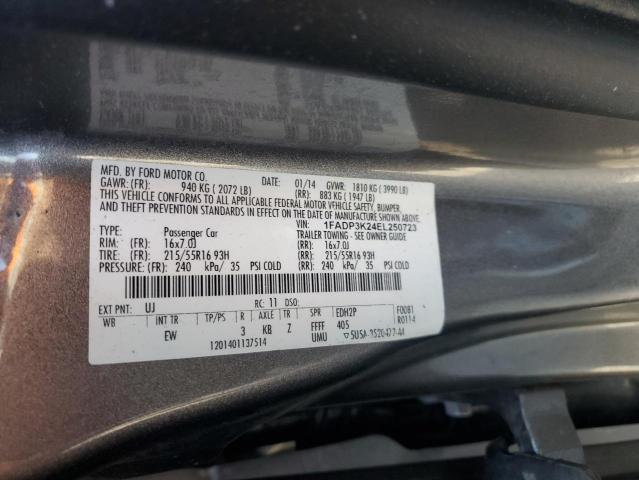 MFD. BY FORD MOTOR CO.
DATE: 01/14 GVWR: 1810 KG ( 3990 LB)
GAWR: (FR): 940 KG ( 2072 LB) (RR): 883 KG ( 1947 LB)
THIS VEHICLE CONFORMS TO ALL APPLICABLE FEDERAL MOTOR VEHICLE SAFETY, BUMPER,
AND THEFT PREVENTION STANDARDS IN EFFECT ON THE DATE OF MANUFACTURE SHOWN ABOVE.
VIN: 1FADP3K24EL250723
TYPE: Passenger Car TRAILER TOWING - SEE OWNER GUIDE
RIM: (FR): 16x7.0J (RR): 16x7.0J
TIRE: (FR): 215/55R16 93H (RR): 215/55R16 93H
PRESSURE: (FR): 240 kPa/ 35 PSI COLD (RR): 240 kPa/ 35 PSI COLD
EXT PNT: UJ RC: 11 DSO:
WB INT TR TP/PS R AXLE TR SPR EDH2P F0081
EW 3 KB Z FFFF 405 R0114
1201401137514 UMU